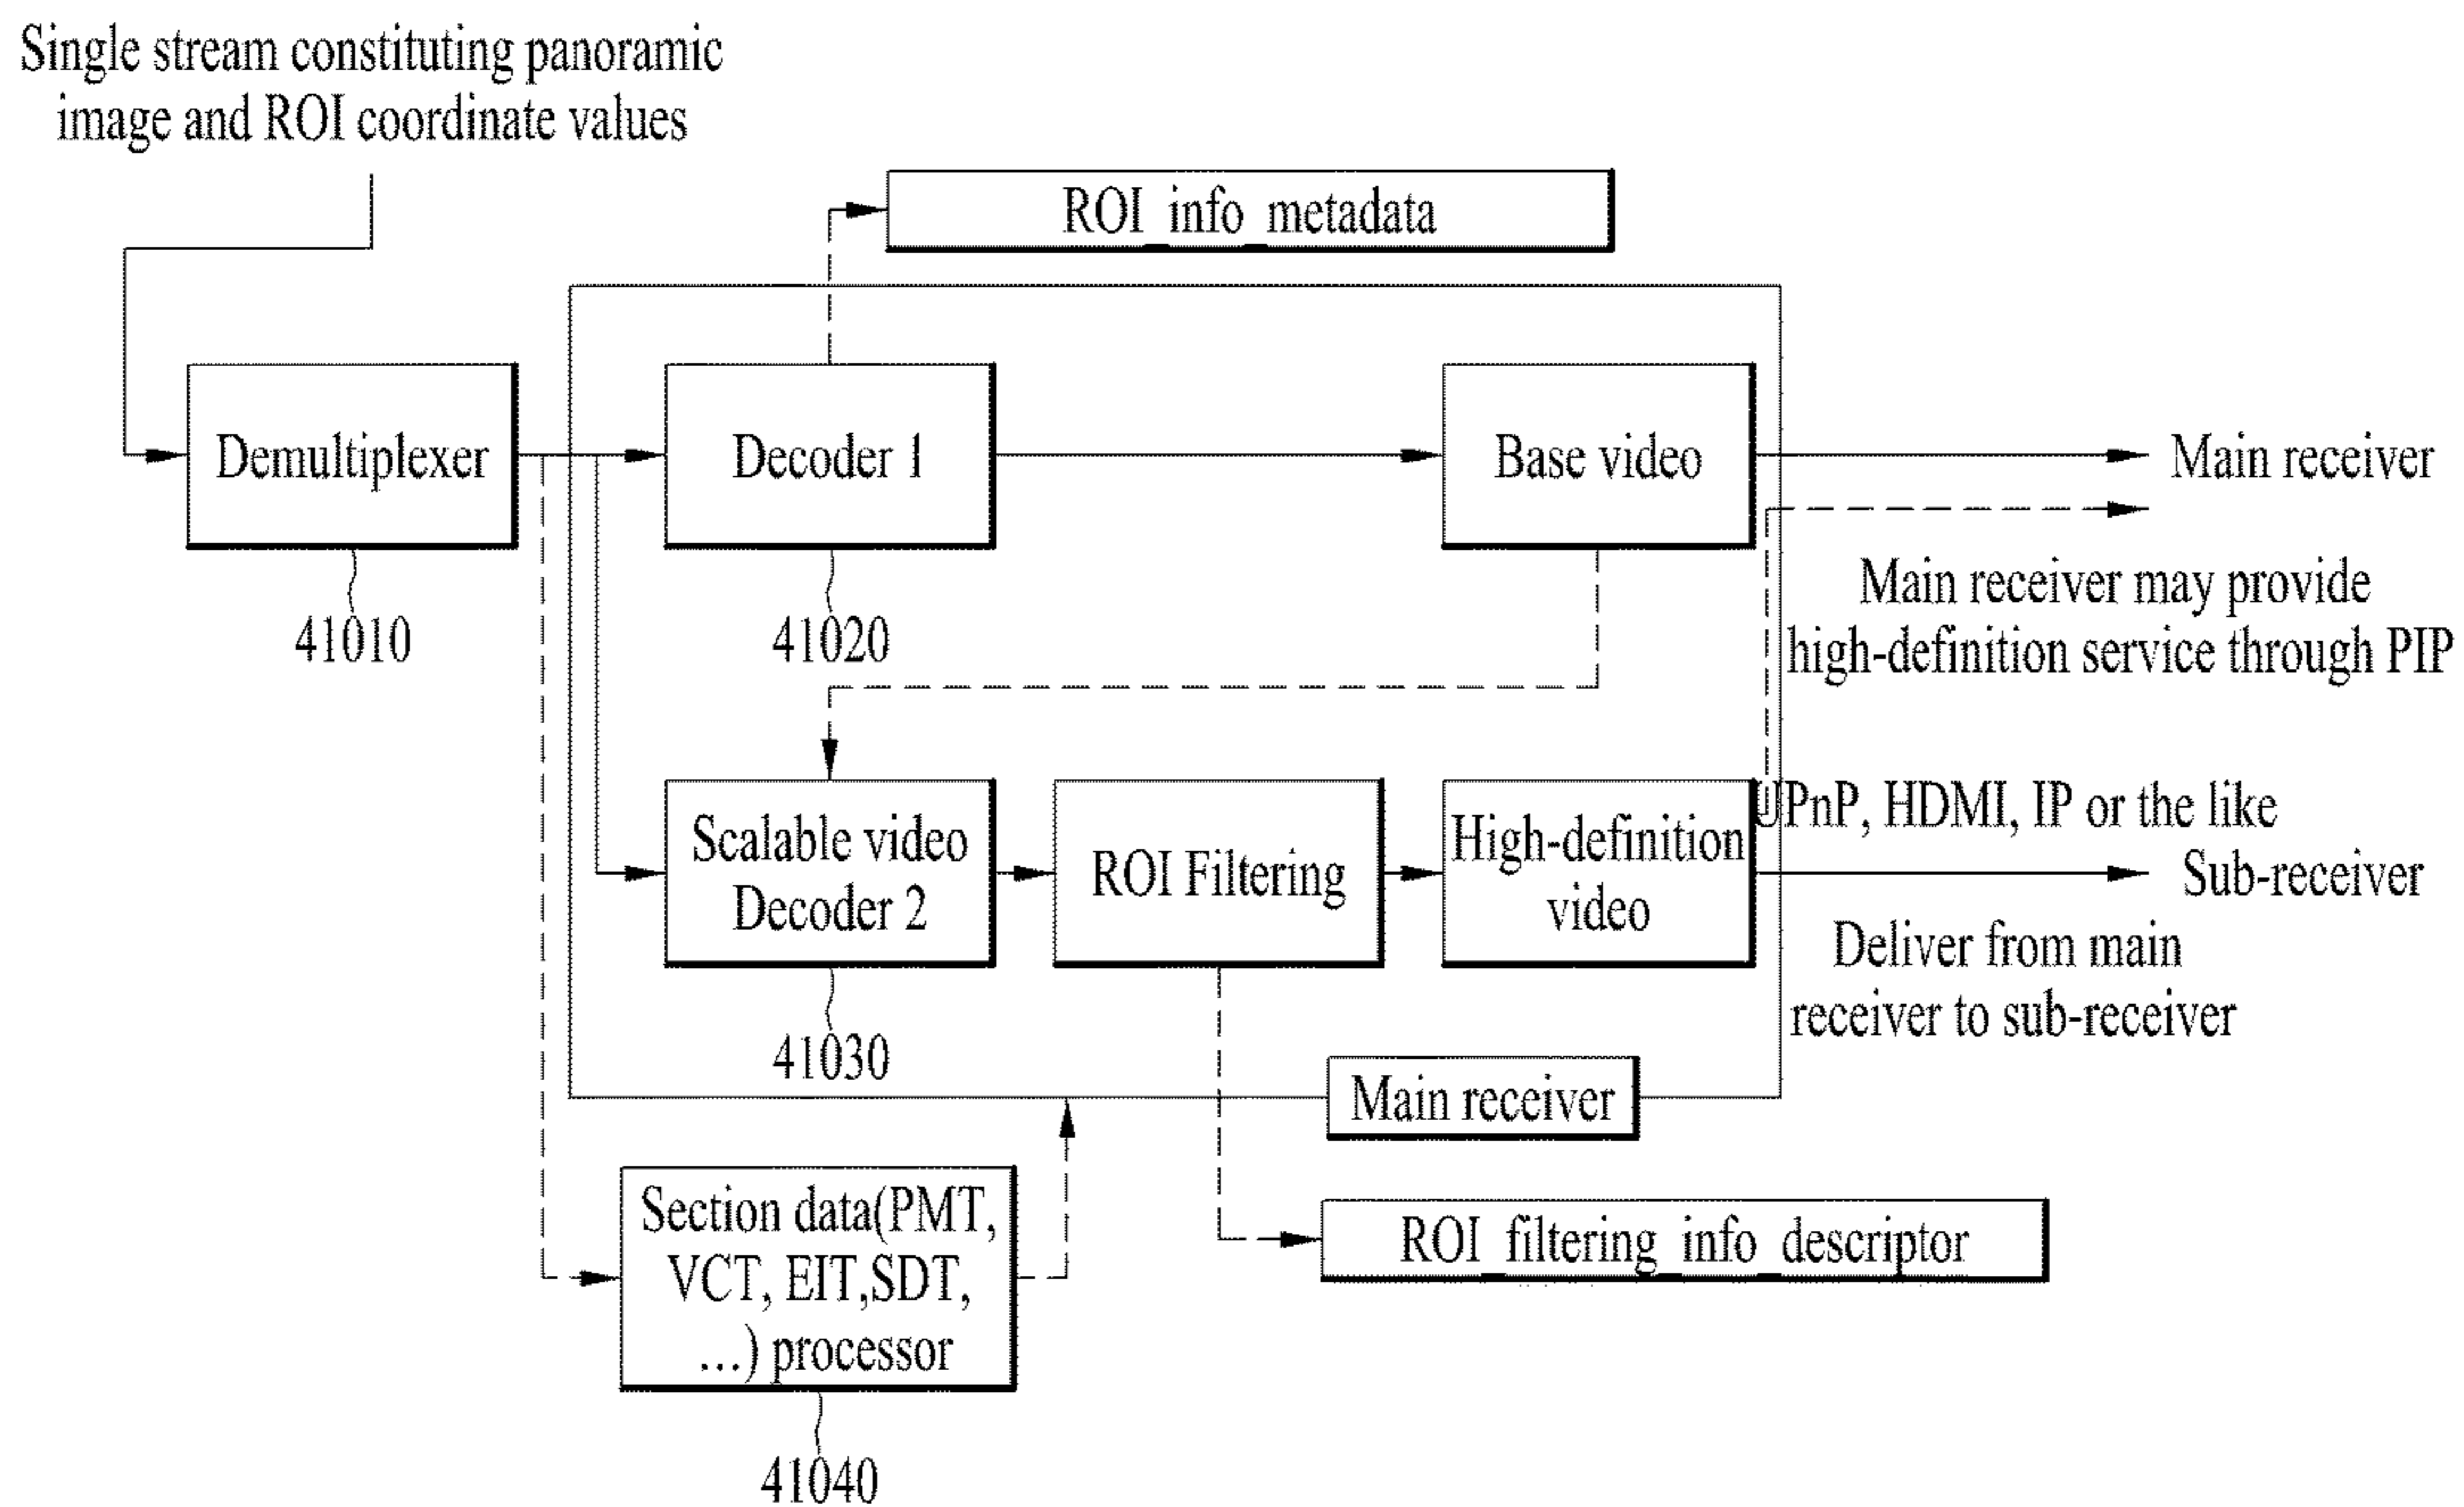 Single stream constituting panoramic
image and ROI coordinate values
ROI_info_metadata
Demultiplexer
Decoder 1
Base video
Main receiver
41010
41020
Main receiver may provide
high-definition service through PIP
Scalable video
Decoder 2
ROI Filtering
High-definition
video
UPnP, HDMI, IP or the like
Sub-receiver
Deliver from main
receiver to sub-receiver
41030
Main receiver
Section data(PMT,
VCT, EIT,SDT,
...) processor
ROI_filtering_info_descriptor
41040